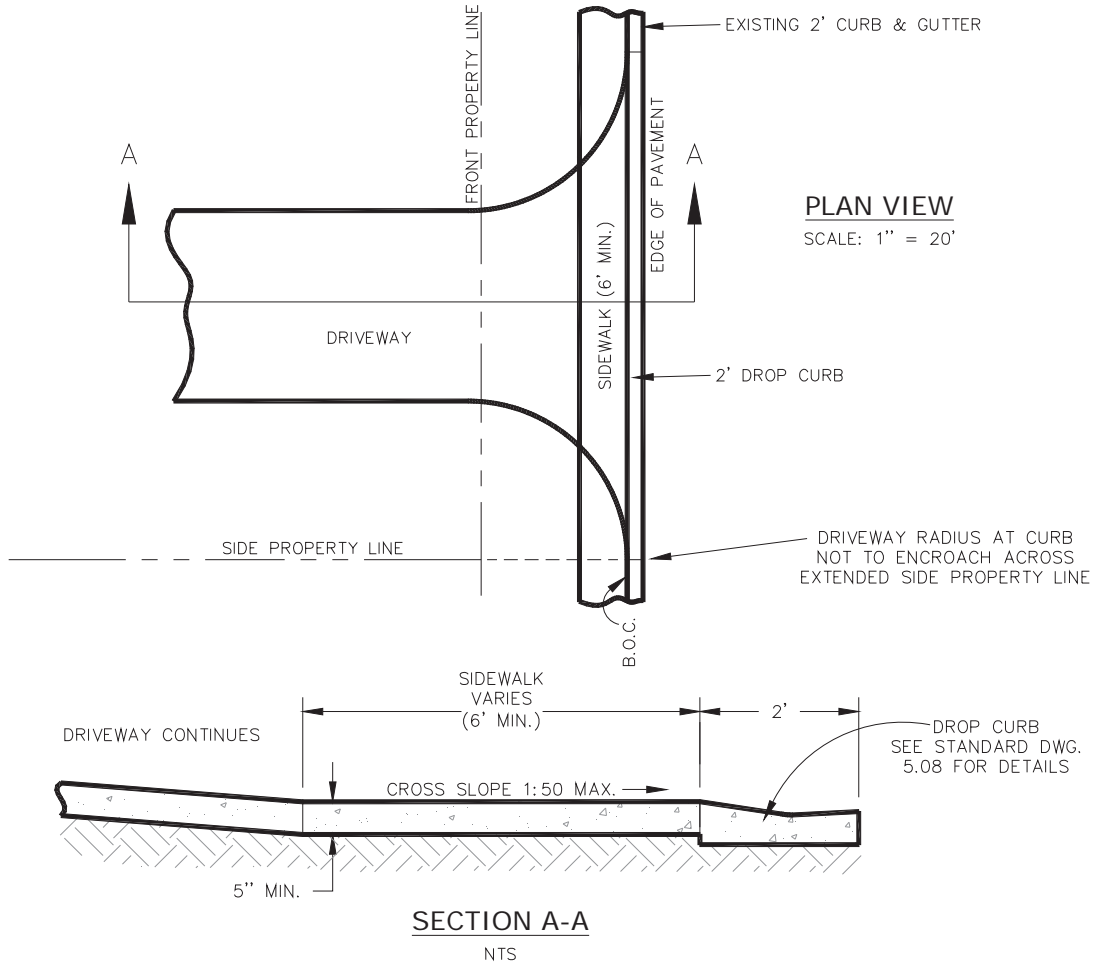 EXISTING 2' CURB & GUTTER
FRONT PROPERTY LINE
EDGE OF PAVEMENT
A
A
PLAN VIEW
SCALE: 1'' = 20'
SIDEWALK (6' MIN.)
DRIVEWAY
2' DROP CURB
SIDE PROPERTY LINE
DRIVEWAY RADIUS AT CURB
NOT TO ENCROACH ACROSS
EXTENDED SIDE PROPERTY LINE
B.O.C.
SIDEWALK
VARIES
(6' MIN.)
2'
DRIVEWAY CONTINUES
DROP CURB
SEE STANDARD DWG.
5.08 FOR DETAILS
CROSS SLOPE 1:50 MAX.
5'' MIN.
SECTION A-A
NTS